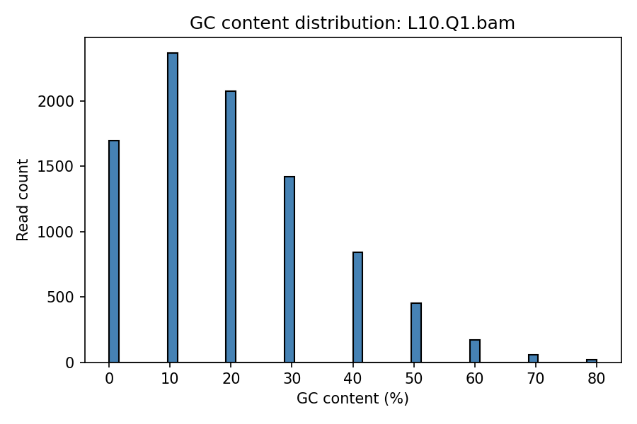 GC content distribution: L10.Q1.bam
Read count
2000
1500
1000
500
0
0 10 20 30 40 50 60 70 80
GC content (%)